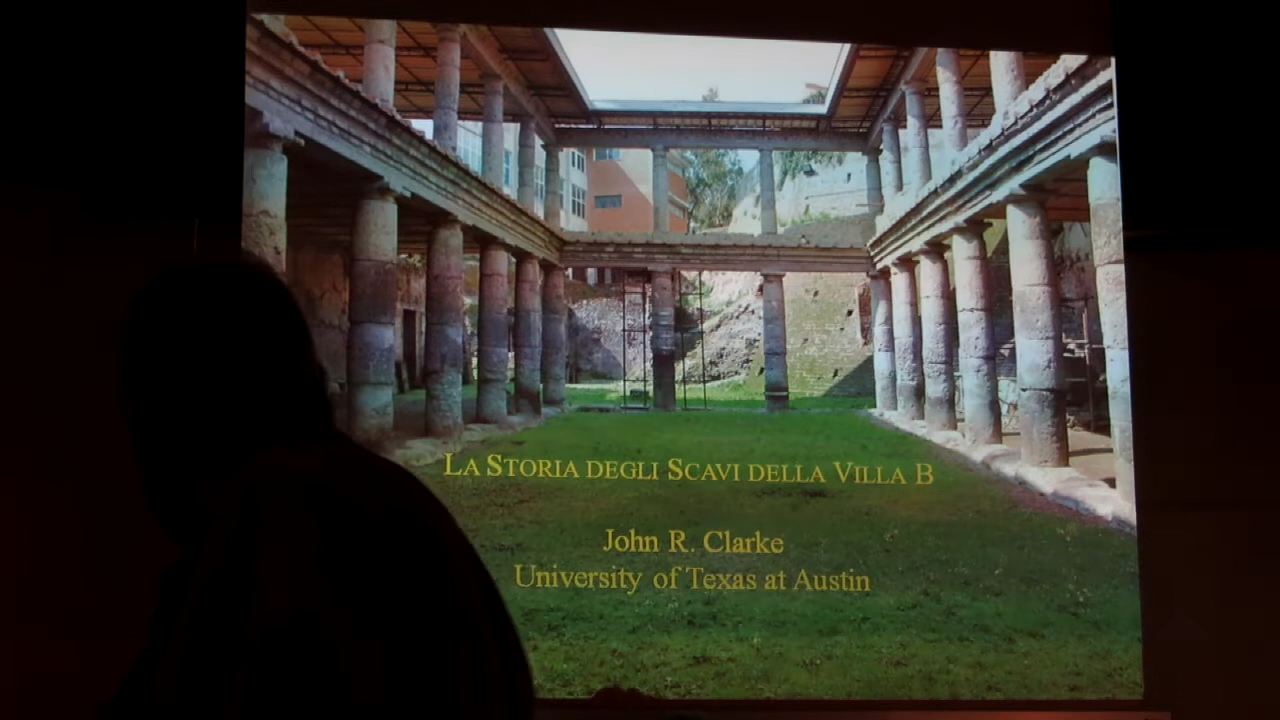 La Storia degli Scavi della Villa B
John R. Clarke
University of Texas at Austin